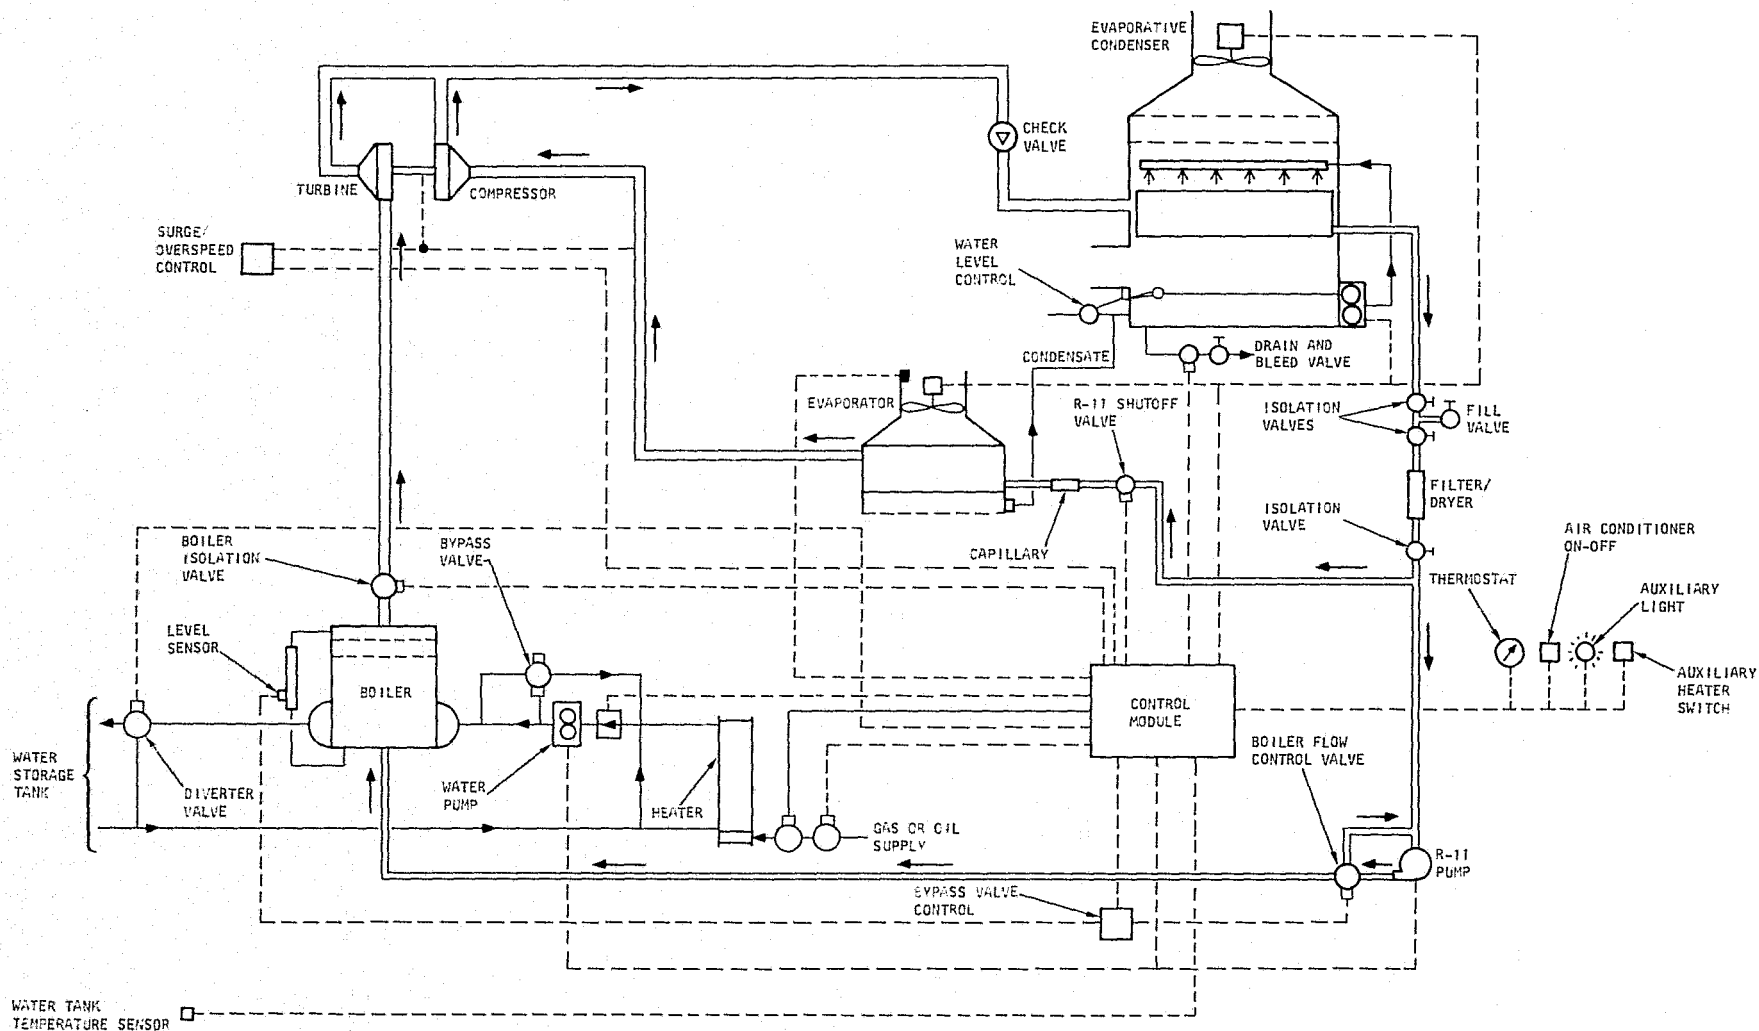 EVAPORATIVE
CONDENSER
CHECK
VALVE
TURBINE
COMPRESSOR
SURGE/
OVERSPEED
CONTROL
WATER
LEVEL
CONTROL
CONDENSATE
DRAIN AND
BLEED VALVE
EVAPORATOR
R-11 SHUTOFF
VALVE
ISOLATION
VALVES
FILL
VALVE
FILTER/
DRYER
ISOLATION
VALVE
CAPILLARY
AIR CONDITIONER
ON-OFF
THERMOSTAT
AUXILIARY
LIGHT
BOILER
ISOLATION
VALVE
BYPASS
VALVE
LEVEL
SENSOR
BOILER
CONTROL
MODULE
AUXILIARY
HEATER
SWITCH
BOILER FLOW
CONTROL VALVE
WATER
STORAGE
TANK
DIVERTER
VALVE
WATER
PUMP
HEATER
GAS OR OIL
SUPPLY
R-11
PUMP
BYPASS VALVE
CONTROL
WATER TANK
TEMPERATURE SENSOR